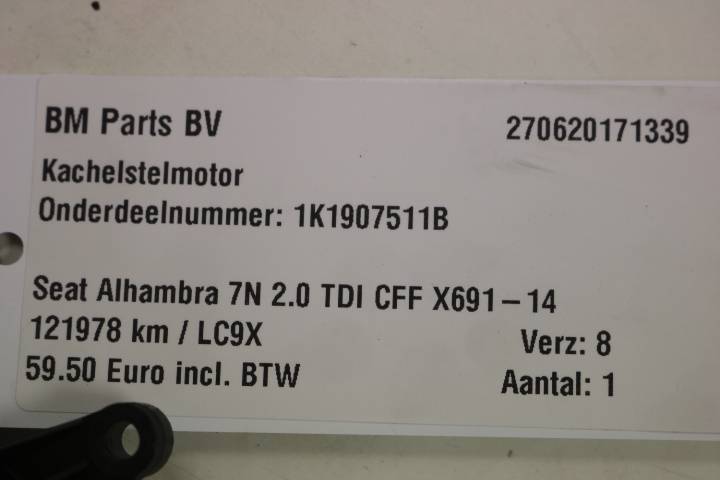 BM Parts BV 270620171339
Kachelstelmotor
Onderdeelnummer: 1K1907511B
Seat Alhambra 7N 2.0 TDI CFF X691-14
121978 km / LC9X Verz: 8
59.50 Euro incl. BTW Aantal: 1